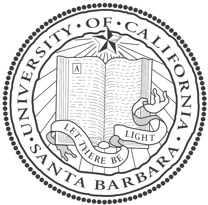 ·UNIVERSITY·OF·CALIFORNIA·
SANTA BARBARA
A
LET THERE BE
LIGHT